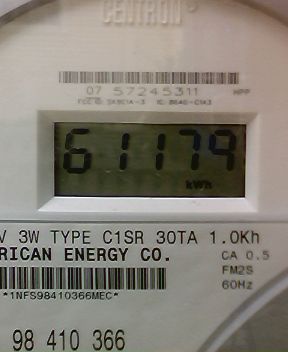 CENTRON
07 57245311 HPP
61179
kWh
V 3W TYPE C1SR 30TA 1.0Kh
RICAN ENERGY CO. CA 0.5
FM2S
60Hz
*1NFS98410366MEC*
98 410 366